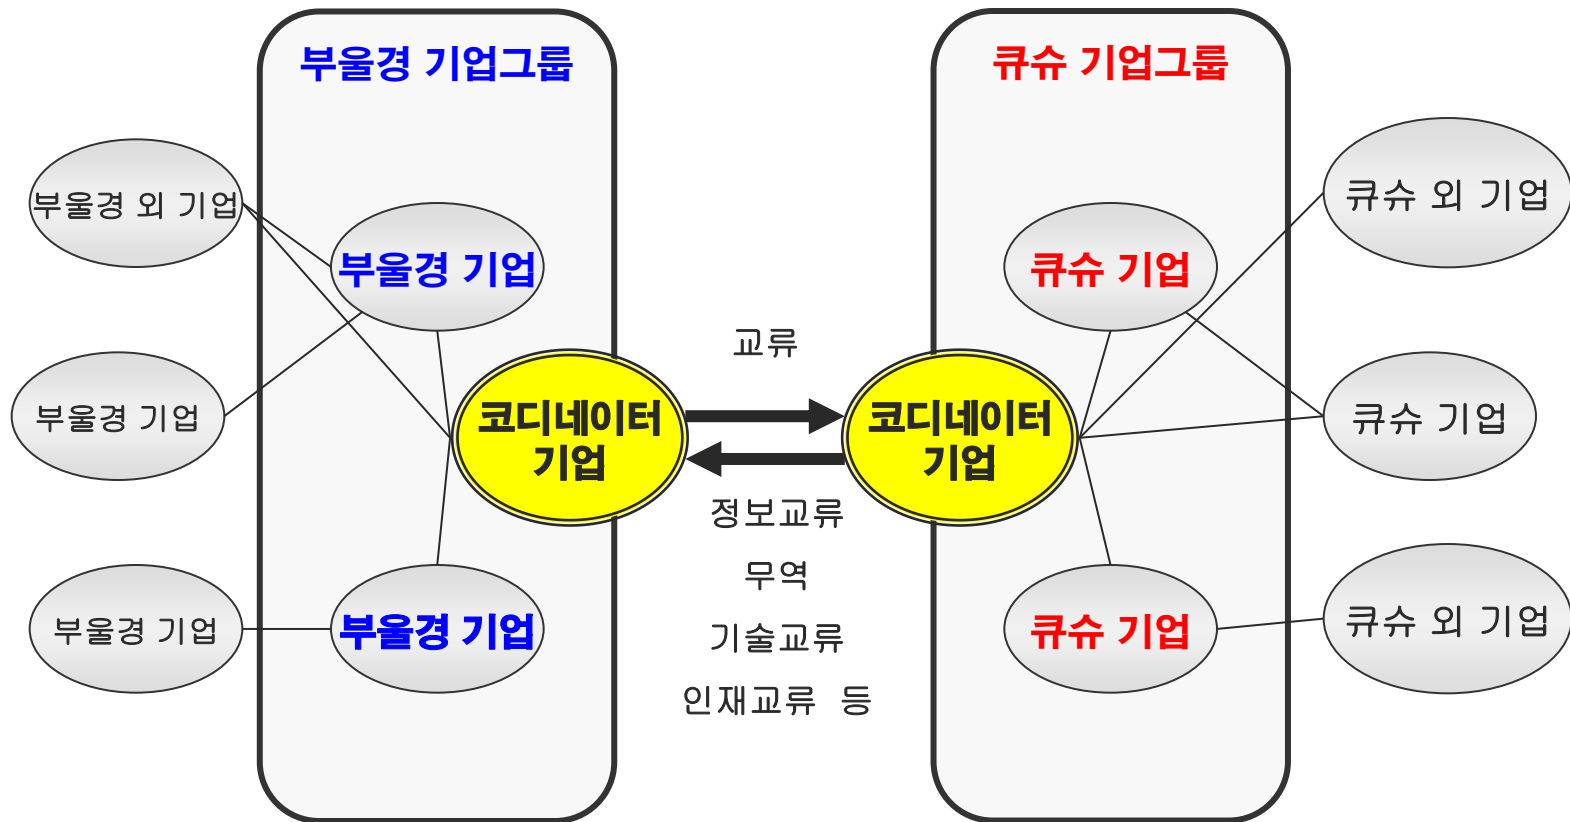 부울경 기업그룹
큐슈 기업그룹
부울경 외 기업
부울경 기업
큐슈 기업
큐슈 외 기업
교류
부울경 기업
코디네이터
기업
코디네이터
기업
큐슈 기업
정보교류
무역
기술교류
인재교류 등
부울경 기업
부울경 기업
큐슈 기업
큐슈 외 기업